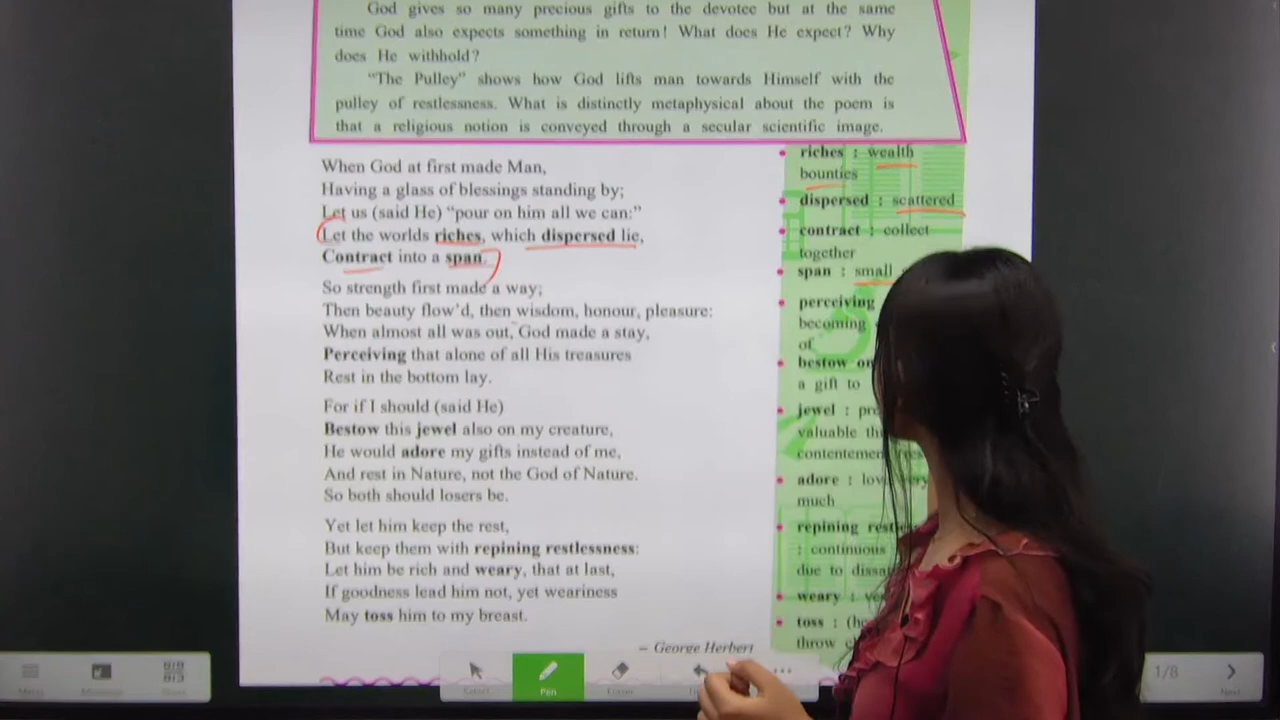 God gives so many precious gifts to the devotee but at the same
time God also expects something in return! What does He expect? Why
does He withhold?
"The Pulley" shows how God lifts man towards Himself with the
pulley of restlessness. What is distinctly metaphysical about the poem is
that a religious notion is conveyed through a secular scientific image.
When God at first made Man,
Having a glass of blessings standing by;
Let us (said He) "pour on him all we can:"
Let the worlds riches, which dispersed lie,
Contract into a span.
So strength first made a way;
Then beauty flow'd, then wisdom, honour, pleasure:
When almost all was out, God made a stay,
Perceiving that alone of all His treasures
Rest in the bottom lay.
For if I should (said He)
Bestow this jewel also on my creature,
He would adore my gifts instead of me,
And rest in Nature, not the God of Nature.
So both should losers be.
Yet let him keep the rest,
But keep them with repining restlessness:
Let him be rich and weary, that at last,
If goodness lead him not, yet weariness
May toss him to my breast.
– George Herbert
• riches : wealth
bounties
• dispersed : scattered
• contract : collect
together
• span : small
• perceiving
becoming
of
• bestow on
a gift to
• jewel :
valuable
contentement
• adore :
much
• repining
: continuous
due to
• weary :
• toss :
throw
Select
Pen
Eraser
1/8
Next